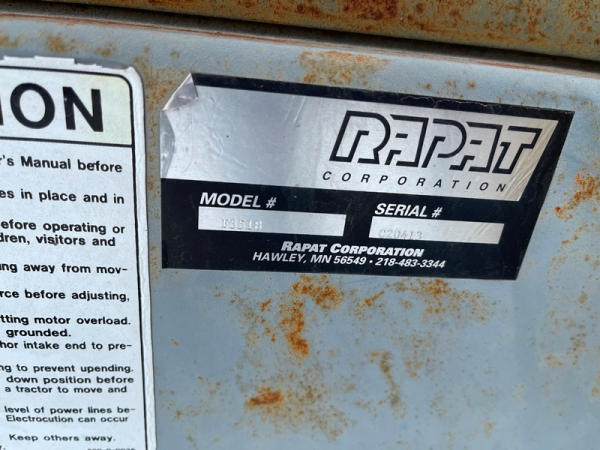 ION
r's Manual before
es in place and in
efore operating or
dren, visitors and
ng away from mov-
rce before adjusting,
tting motor overload.
grounded.
hor intake end to pre-
ng to prevent upending.
down position before
a tractor to move and
level of power lines be-
Electrocution can occur
Keep others away.
RAPAT
CORPORATION
MODEL #
SERIAL #
C20413
RAPAT CORPORATION
HAWLEY, MN 56549 • 218-483-3344